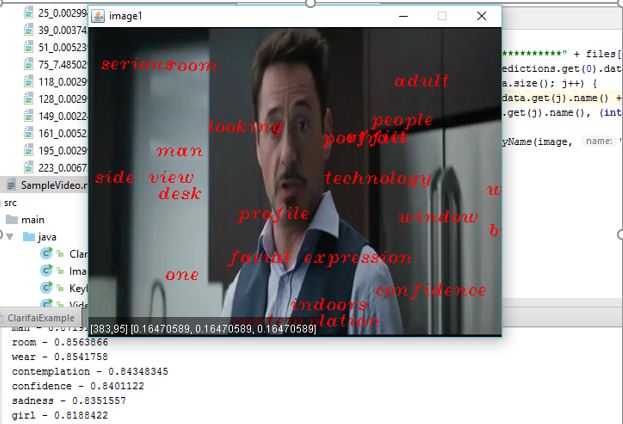 25_0.00299
39_0.00374
51_0.00523
75_7.48502
118_0.0029
128_0.0029
149_0.0022
161_0.0052
195_0.0029
223_0.0067
SampleVideo.m
src
main
java
Clar
Ima
Keyl
Vide
image1
serious room
adult
people
looking
portrait
man
side view
technology
desk
profile
window
facial expression
one
confidence
indoors
contemplation
[383,95] [0.16470589, 0.16470589, 0.16470589]
**********" + files[
edictions.get(0).dat
a.size(); j++) {
data.get(j).name() +
.get(j).name(), (int
yName(image, name:
ClarifaiExample
man - 0.8719
room - 0.8563866
wear - 0.8541758
contemplation - 0.84348345
confidence - 0.8401122
sadness - 0.8351557
girl - 0.8188422